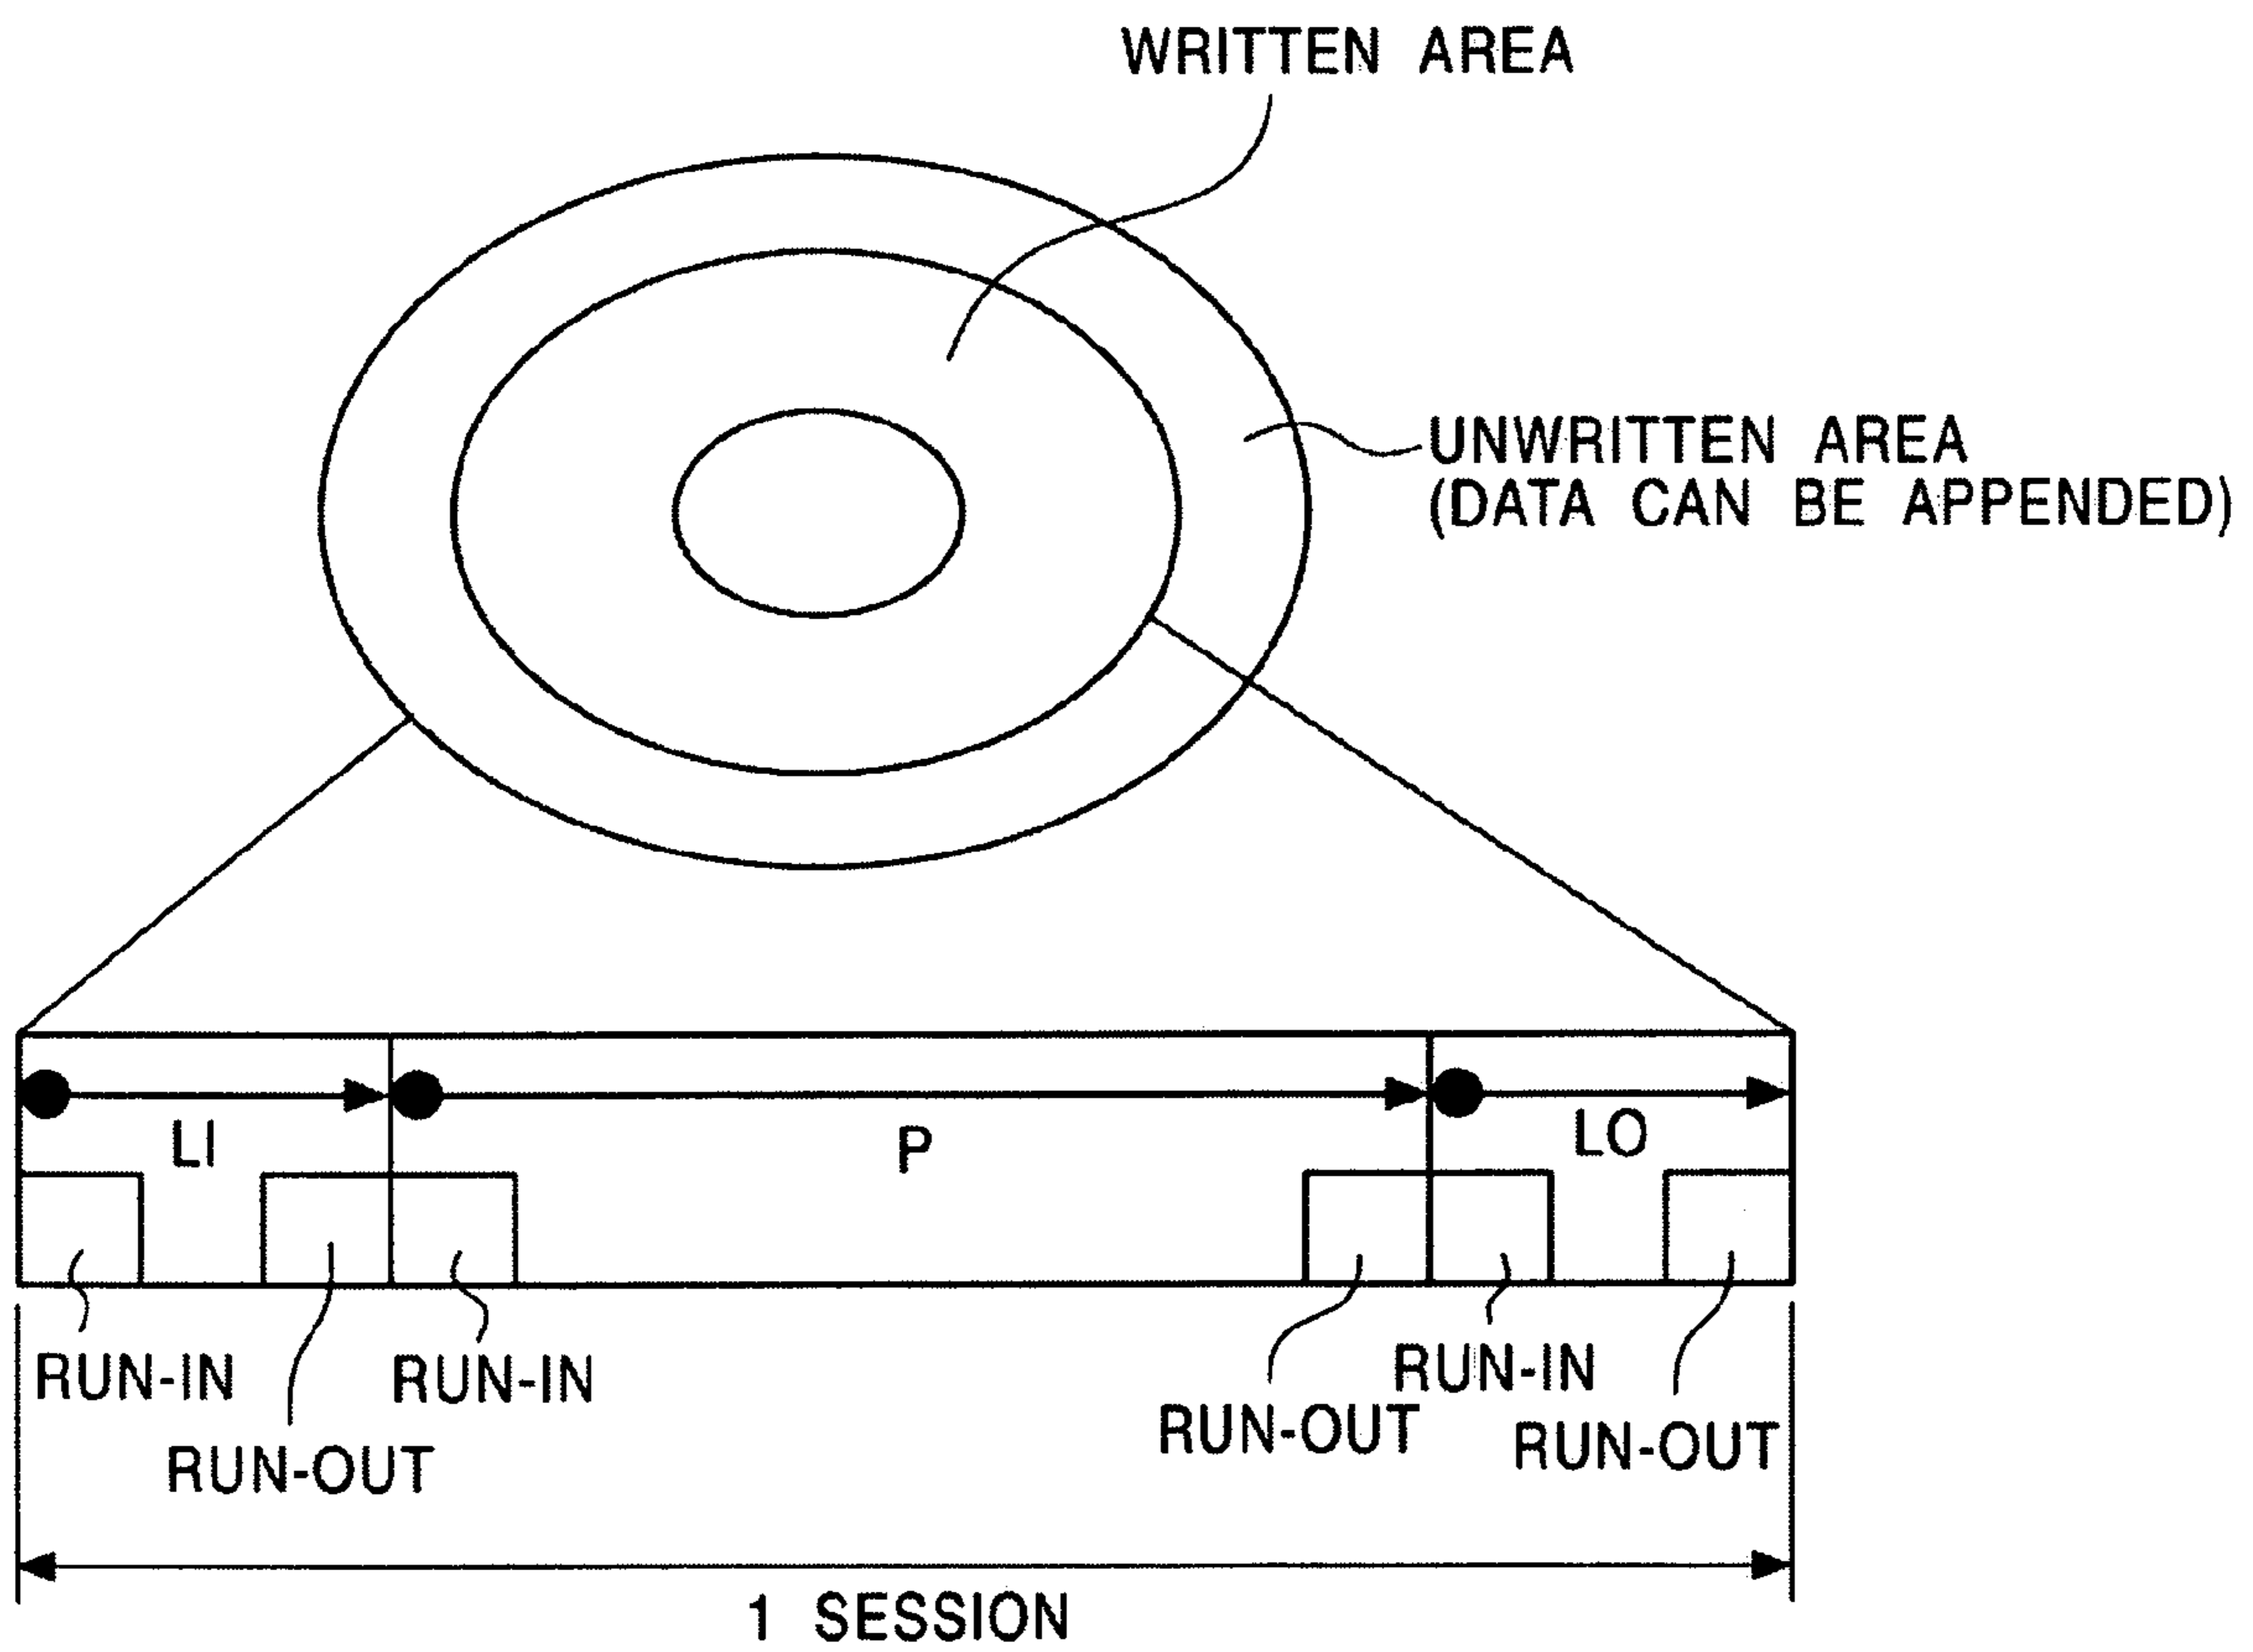 WRITTEN AREA
UNWRITTEN AREA
(DATA CAN BE APPENDED)
LI
P
LO
RUN-IN
RUN-OUT
RUN-IN
RUN-OUT
RUN-IN
RUN-OUT
1 SESSION